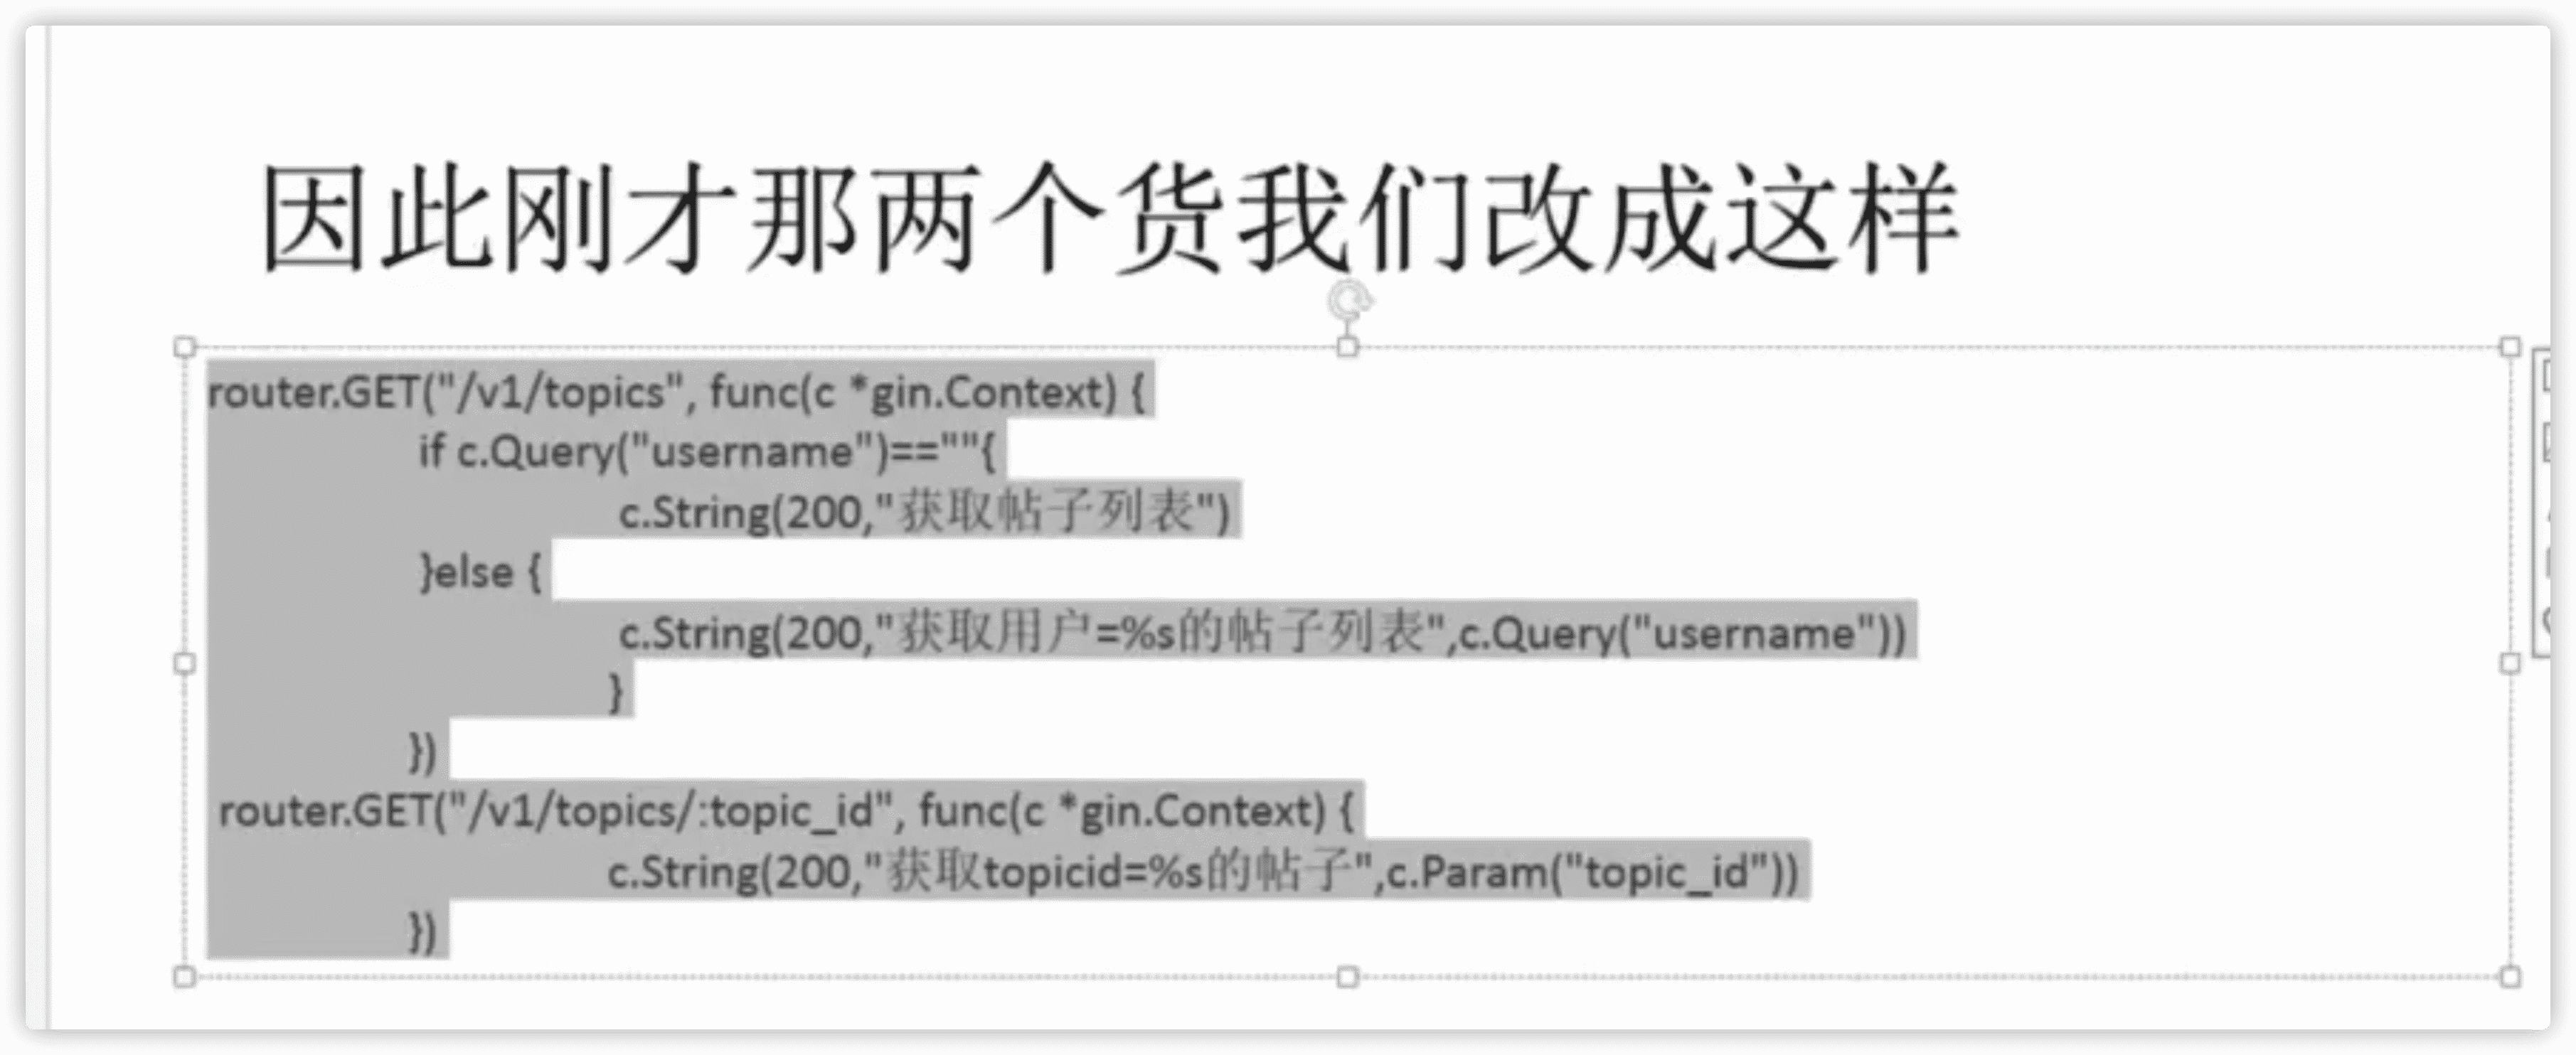 因此刚才那两个货我们改成这样
router.GET("/v1/topics", func(c *gin.Context) {
if c.Query("username")==""{
c.String(200,"获取帖子列表")
}else {
c.String(200,"获取用户=%s的帖子列表",c.Query("username"))
}
})
router.GET("/v1/topics/:topic_id", func(c *gin.Context) {
c.String(200,"获取topicid=%s的帖子",c.Param("topic_id"))
})